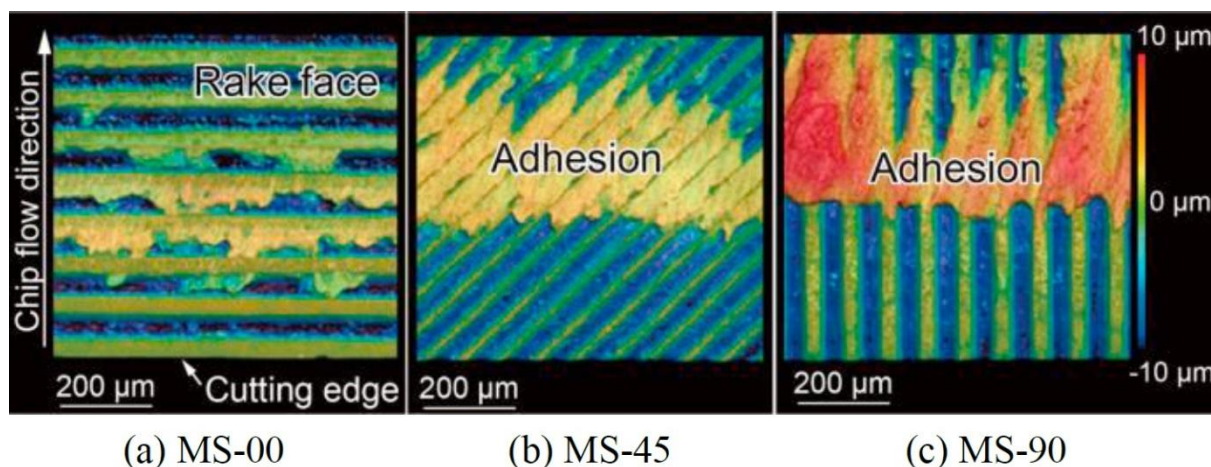 Chip flow direction
Rake face
Cutting edge
200 μm
Adhesion
200 μm
Adhesion
200 μm
10 μm
0 μm
-10 μm
(a) MS-00
(b) MS-45
(c) MS-90